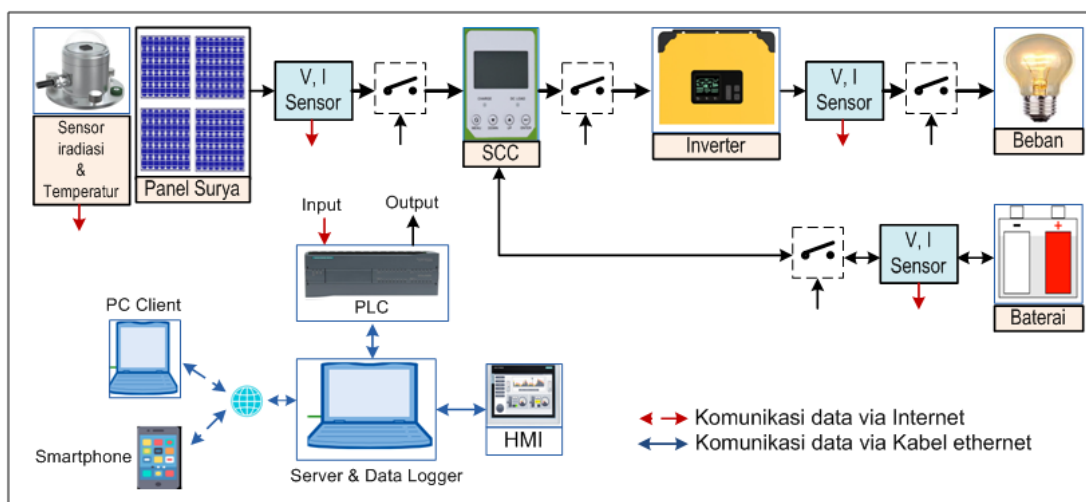 Sensor
iradiasi
&
Temperatur
Panel Surya
V, I
Sensor
SCC
Inverter
V, I
Sensor
Beban
Input
Output
PLC
V, I
Sensor
- +
Baterai
PC Client
Smartphone
Server & Data Logger
HMI
Komunikasi data via Internet
Komunikasi data via Kabel ethernet